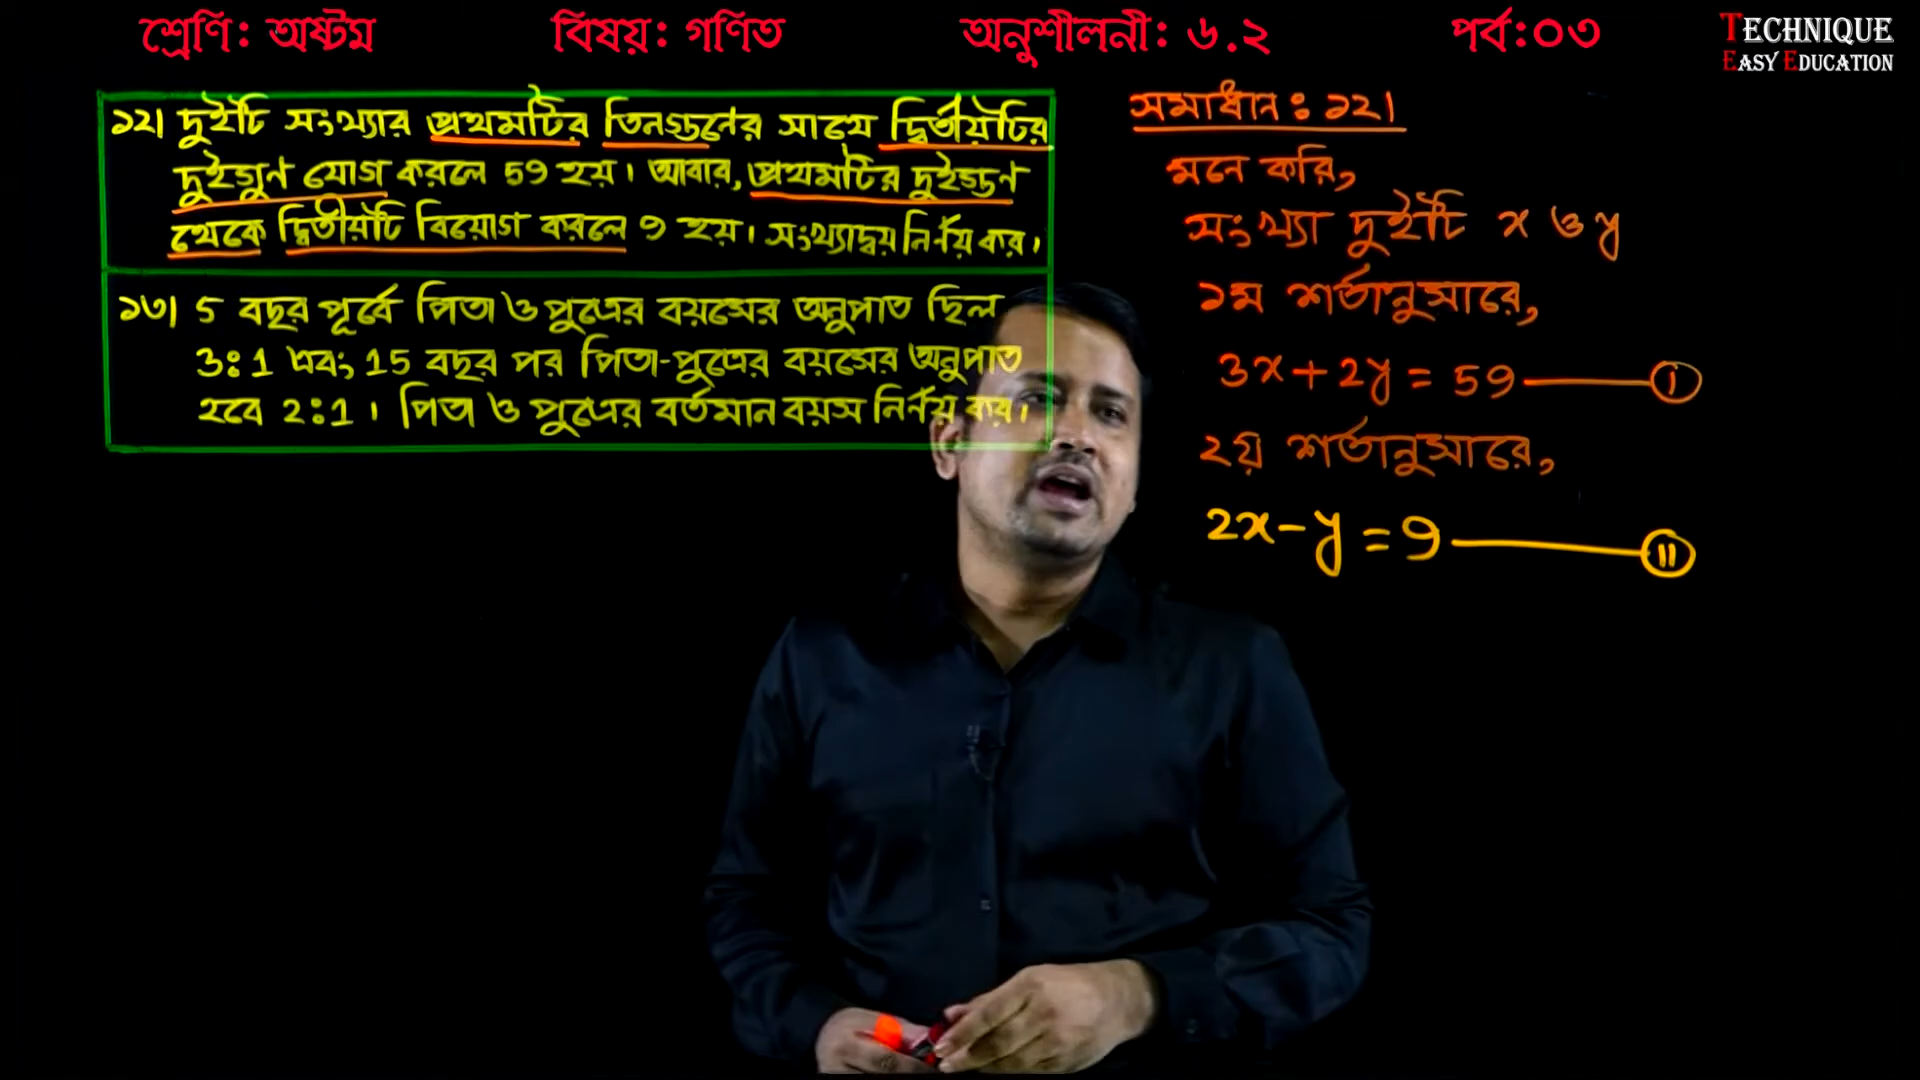 শ্রেণি: অষ্টম বিষয়: গণিত অনুশীলনী: ৬.২ পর্ব:০৩
TECHNIQUE
EASY EDUCATION
১২। দুইটি সংখ্যার প্রথমটির তিনগুণের সাথে দ্বিতীয়টির
দুইগুণ যোগ করলে 59 হয়। আবার, প্রথমটির দুইগুণ
থেকে দ্বিতীয়টি বিয়োগ করলে 9 হয়। সংখ্যাদ্বয় নির্ণয় কর।
১৩। 5 বছর পূর্বে পিতা ও পুত্রের বয়সের অনুপাত ছিল
3:1 এবং 15 বছর পর পিতা-পুত্রের বয়সের অনুপাত
হবে 2:1। পিতা ও পুত্রের বর্তমান বয়স নির্ণয় কর।
সমাধান: ১২।
মনে করি,
সংখ্যা দুইটি x ও y
১ম শর্তানুসারে,
3x + 2y = 59 — i
২য় শর্তানুসারে,
2x - y = 9 — ii